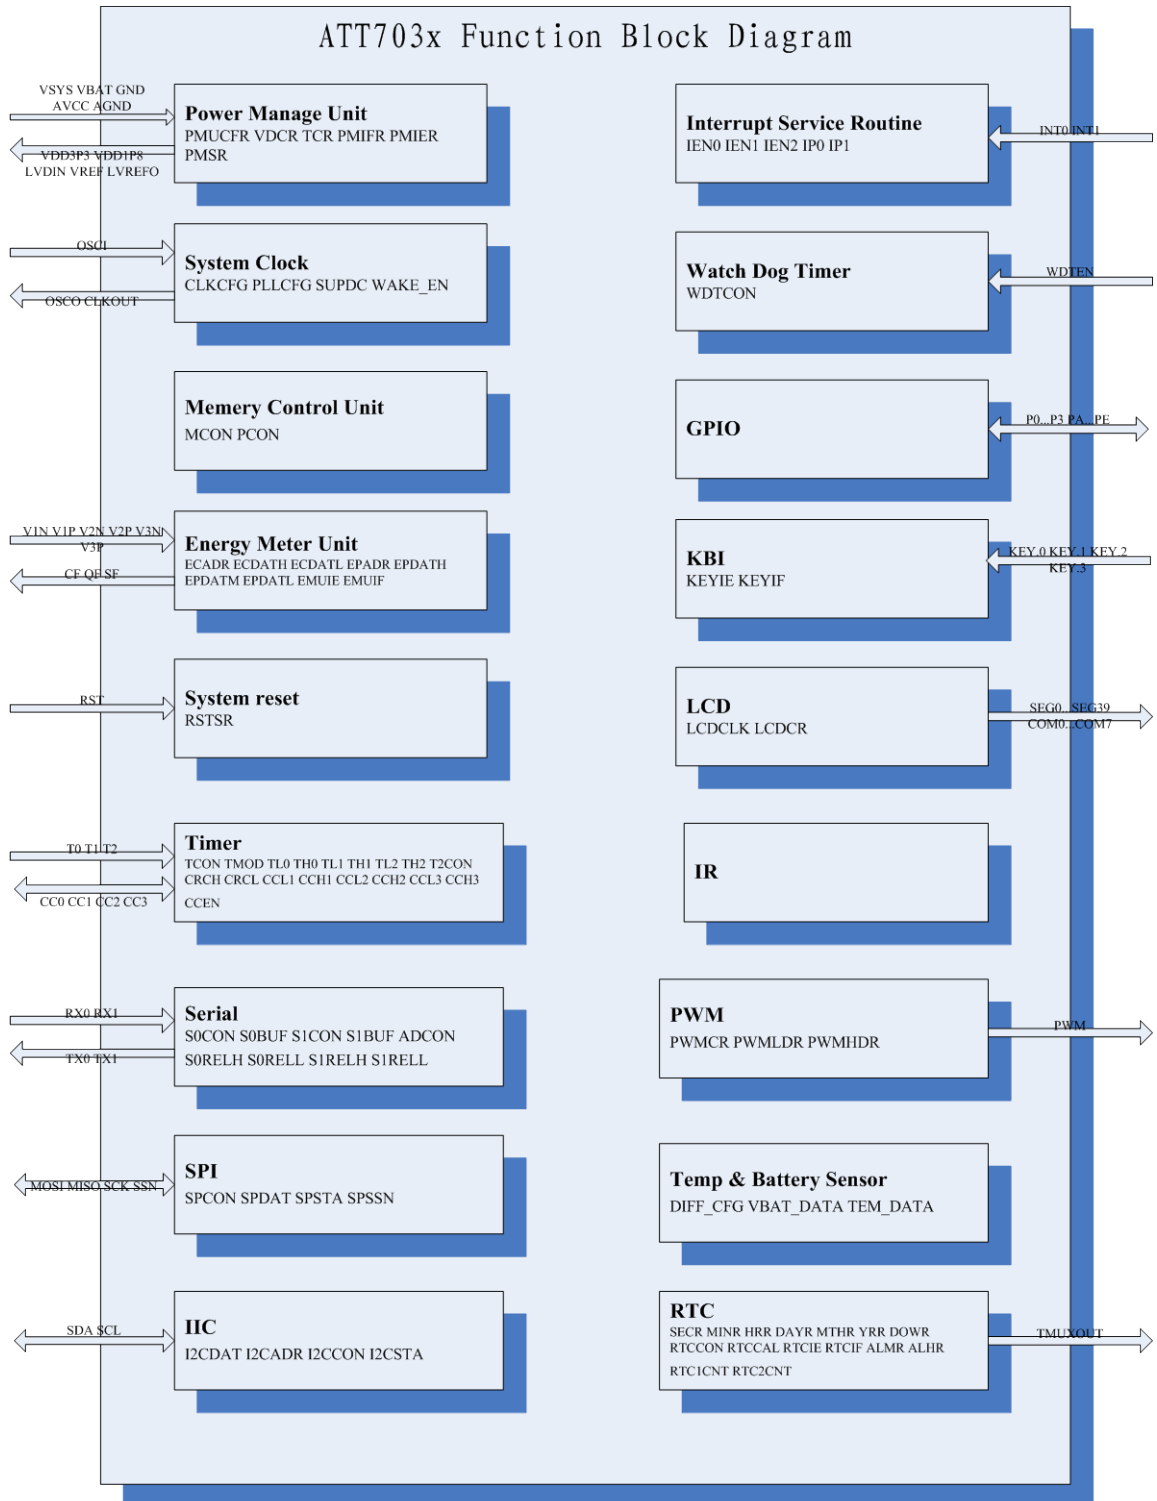 ATT703x Function Block Diagram
VSYS VBAT GND
AVCC AGND
VDD3P3 VDD1P8
LVDIN VREF LVREFO
Power Manage Unit
PMUCFR VDCR TCR PMIFR PMIER
PMSR
Interrupt Service Routine
IEN0 IEN1 IEN2 IP0 IP1
INT0 INT1
OSCI
OSCO CLKOUT
System Clock
CLKCFG PLLCFG SUPDC WAKE_EN
Watch Dog Timer
WDTCON
WDTEN
Memery Control Unit
MCON PCON
GPIO
P0...P3 PA...PE
V1N V1P V2N V2P V3N
V3P
CF QF SF
Energy Meter Unit
ECADR ECDATH ECDATL EPADR EPDATH
EPDATM EPDATL EMUIE EMUIF
KBI
KEYIE KEYIF
KEY.0 KEY.1 KEY.2
KEY.3
RST
System reset
RSTSR
LCD
LCDCLK LCDCR
SEG0...SEG39
COM0...COM7
T0 T1 T2
CC0 CC1 CC2 CC3
Timer
TCON TMOD TL0 TH0 TL1 TH1 TL2 TH2 T2CON
CRCH CRCL CCL1 CCH1 CCL2 CCH2 CCL3 CCH3
CCEN
IR
RX0 RX1
TX0 TX1
Serial
S0CON S0BUF S1CON S1BUF ADCON
S0RELH S0RELL S1RELH S1RELL
PWM
PWMCR PWMLDR PWMHDR
PWM
MOSI MISO SCK SSN
SPI
SPCON SPDAT SPSTA SPSSN
Temp & Battery Sensor
DIFF_CFG VBAT_DATA TEM_DATA
SDA SCL
IIC
I2CDAT I2CADR I2CCON I2CSTA
RTC
SECR MINR HRR DAYR MTHR YRR DOWR
RTCCON RTCCAL RTCIE RTCIF ALMR ALHR
RTC1CNT RTC2CNT
TMUXOUT